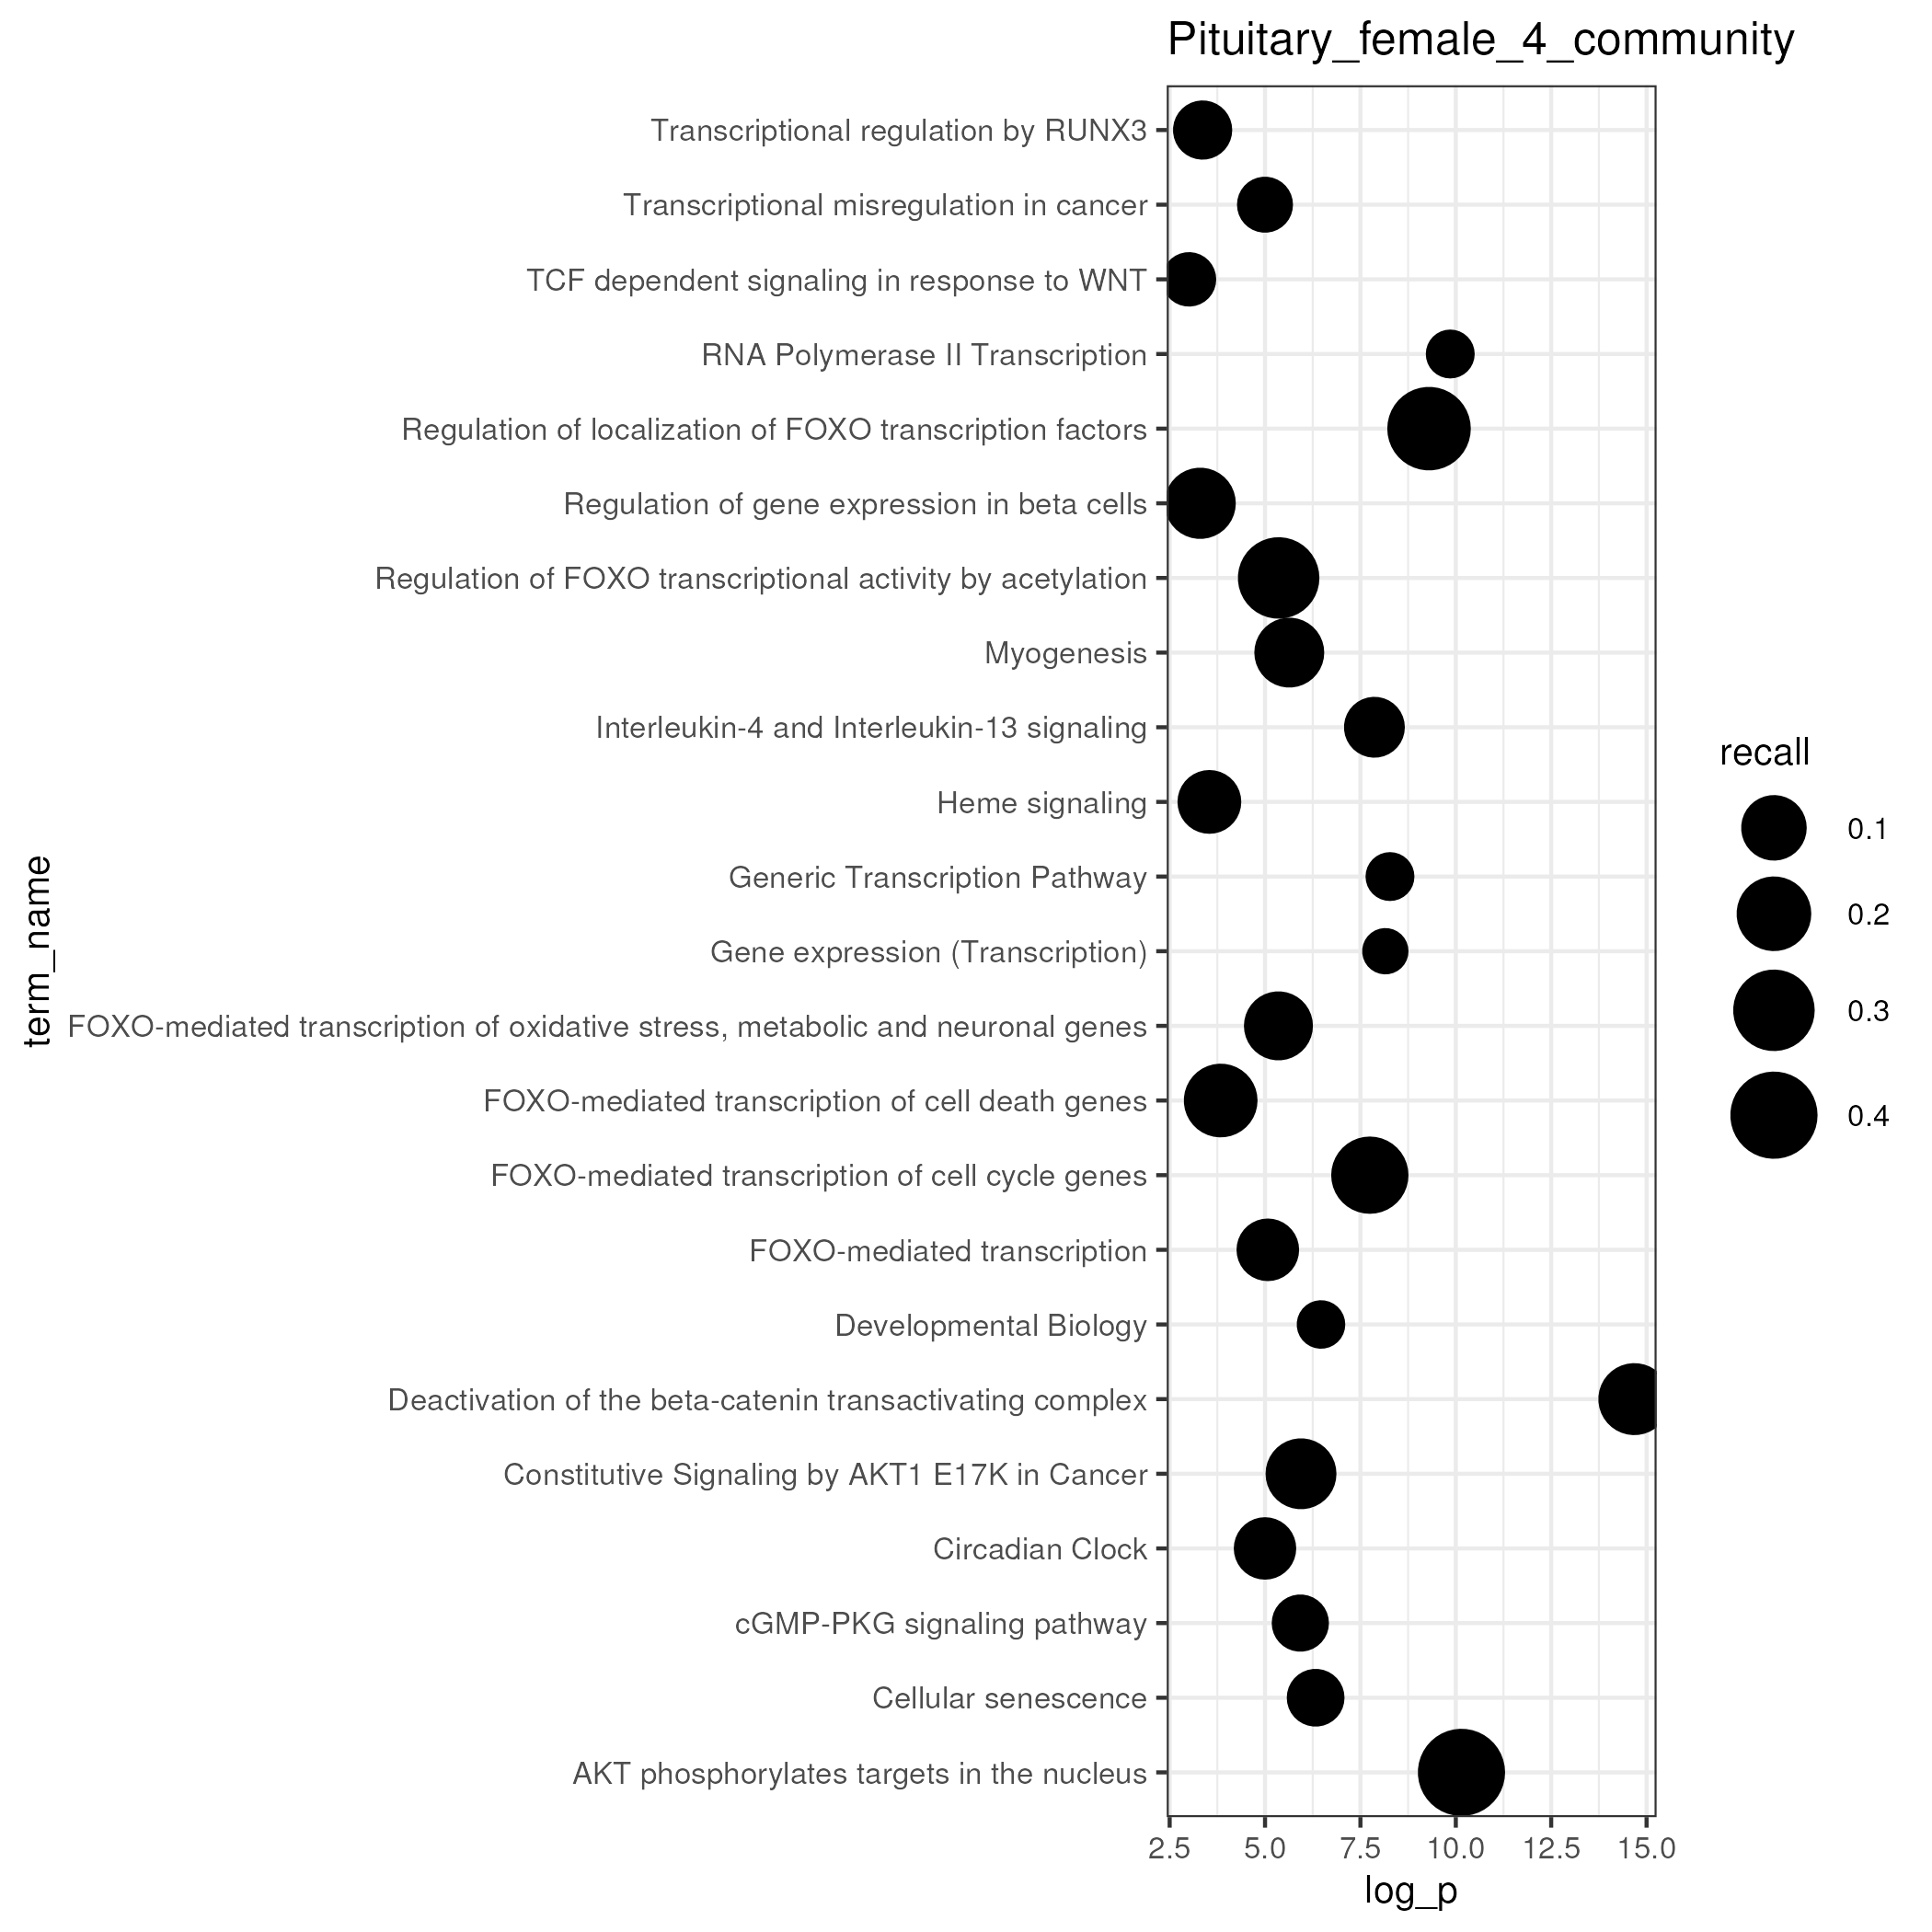 Pituitary_female_4_community
Transcriptional regulation by RUNX3
Transcriptional misregulation in cancer
TCF dependent signaling in response to WNT
RNA Polymerase II Transcription
Regulation of localization of FOXO transcription factors
Regulation of gene expression in beta cells
Regulation of FOXO transcriptional activity by acetylation
Myogenesis
Interleukin-4 and Interleukin-13 signaling
Heme signaling
Generic Transcription Pathway
Gene expression (Transcription)
FOXO-mediated transcription of oxidative stress, metabolic and neuronal genes
FOXO-mediated transcription of cell death genes
FOXO-mediated transcription of cell cycle genes
FOXO-mediated transcription
Developmental Biology
Deactivation of the beta-catenin transactivating complex
Constitutive Signaling by AKT1 E17K in Cancer
Circadian Clock
cGMP-PKG signaling pathway
Cellular senescence
AKT phosphorylates targets in the nucleus
term_name
2.5 5.0 7.5 10.0 12.5 15.0
log_p
recall
0.1
0.2
0.3
0.4